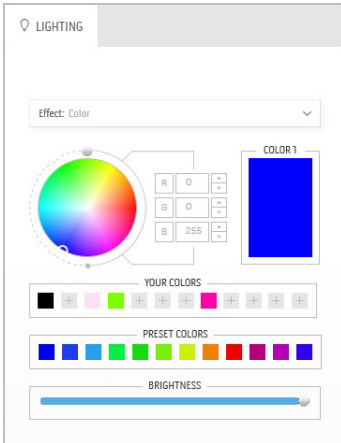 LIGHTING
Effect: Color
COLOR 1
R 0
G 0
B 255
YOUR COLORS
PRESET COLORS
BRIGHTNESS